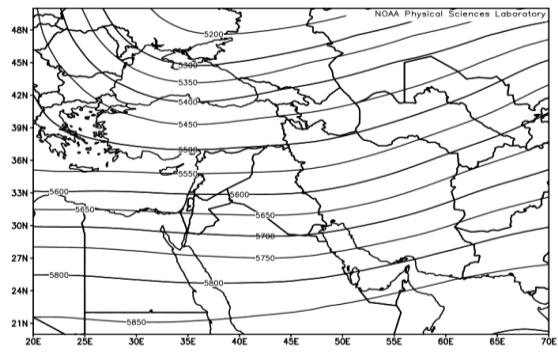 NOAA Physical Sciences Laboratory
48N
5200
45N
5300
5350
42N
5400
5450
39N
5500
36N
5550
33N
5600
5600
5650
5650
30N
5700
5750
27N
5800
5800
24N
21N
5850
20E 25E 30E 35E 40E 45E 50E 55E 60E 65E 70E